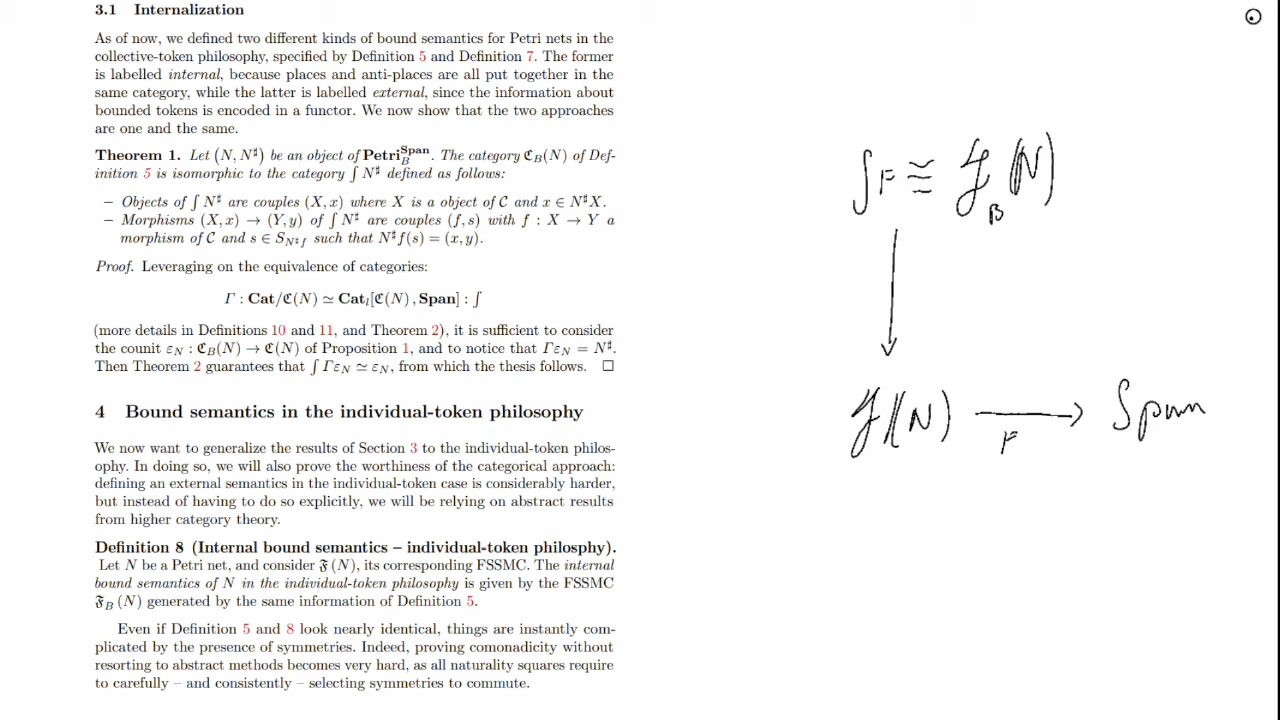 3.1 Internalization
As of now, we defined two different kinds of bound semantics for Petri nets in the
collective-token philosophy, specified by Definition 5 and Definition 7. The former
is labelled internal, because places and anti-places are all put together in the
same category, while the latter is labelled external, since the information about
bounded tokens is encoded in a functor. We now show that the two approaches
are one and the same.
Theorem 1. Let (N, N♯) be an object of Petri_B^Span. The category ℭ_B(N) of Def-
inition 5 is isomorphic to the category ∫ N♯ defined as follows:
– Objects of ∫ N♯ are couples (X, x) where X is a object of 𝒞 and x ∈ N♯X.
– Morphisms (X, x) → (Y, y) of ∫ N♯ are couples (f, s) with f : X → Y a
morphism of 𝒞 and s ∈ S_{N♯f} such that N♯f(s) = (x, y).
Proof. Leveraging on the equivalence of categories:
Γ : Cat/ℭ(N) ≃ Cat_l[ℭ(N), Span] : ∫
(more details in Definitions 10 and 11, and Theorem 2), it is sufficient to consider
the counit ε_N : ℭ_B(N) → ℭ(N) of Proposition 1, and to notice that Γε_N = N♯.
Then Theorem 2 guarantees that ∫ Γε_N ≃ ε_N, from which the thesis follows. □
4 Bound semantics in the individual-token philosophy
We now want to generalize the results of Section 3 to the individual-token philos-
ophy. In doing so, we will also prove the worthiness of the categorical approach:
defining an external semantics in the individual-token case is considerably harder,
but instead of having to do so explicitly, we will be relying on abstract results
from higher category theory.
Definition 8 (Internal bound semantics – individual-token philosphy).
Let N be a Petri net, and consider 𝔉(N), its corresponding FSSMC. The internal
bound semantics of N in the individual-token philosophy is given by the FSSMC
𝔉_B(N) generated by the same information of Definition 5.
Even if Definition 5 and 8 look nearly identical, things are instantly com-
plicated by the presence of symmetries. Indeed, proving comonadicity without
resorting to abstract methods becomes very hard, as all naturality squares require
to carefully – and consistently – selecting symmetries to commute.
∫F ≅ 𝔉_B(N)
𝔉(N) → Span
F